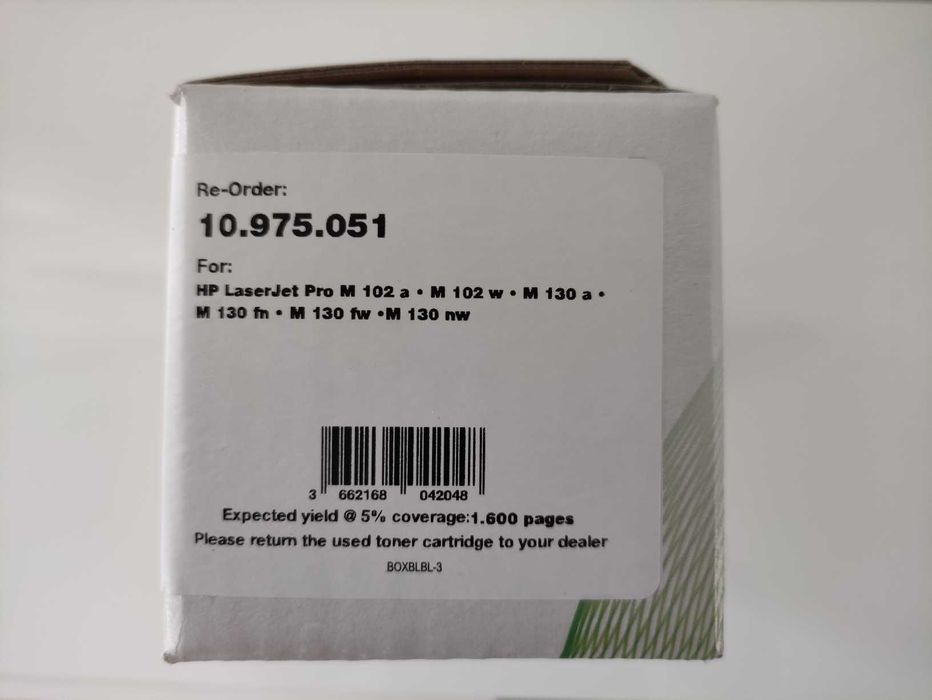 Re-Order:
10.975.051
For:
HP LaserJet Pro M 102 a • M 102 w • M 130 a •
M 130 fn • M 130 fw •M 130 nw
3 662168 042048
Expected yield @ 5% coverage:1.600 pages
Please return the used toner cartridge to your dealer
BOXBLBL-3